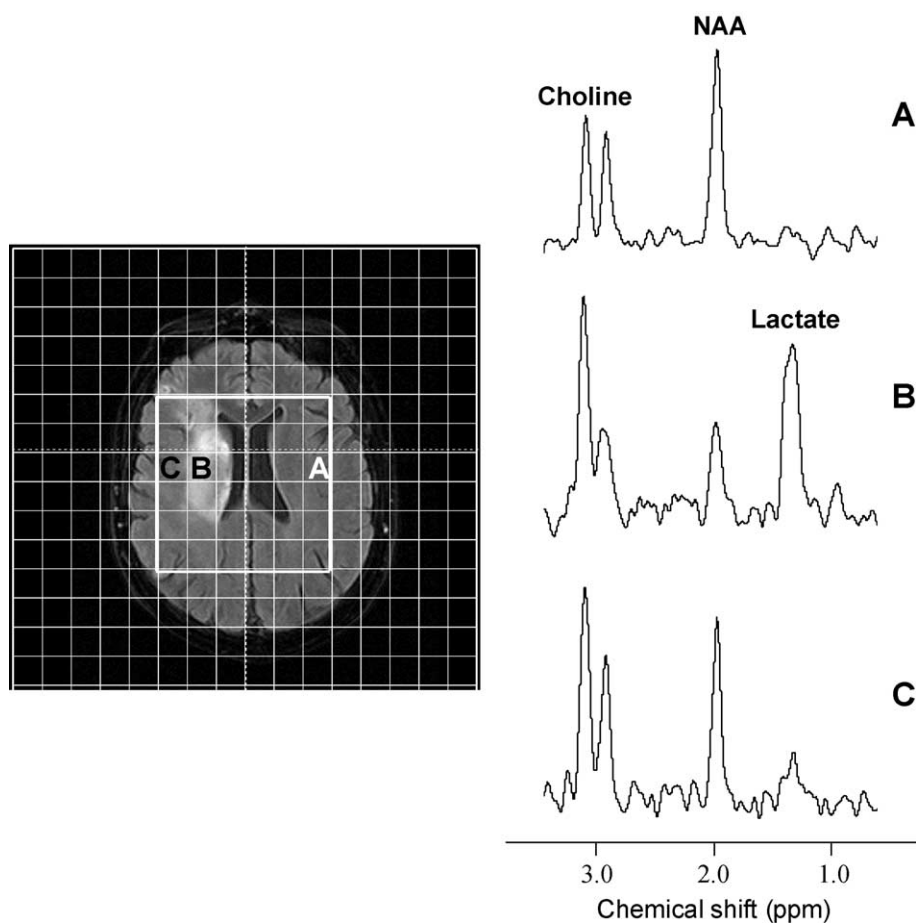 NAA
Choline
A
Lactate
B
C B A
C
3.0 2.0 1.0
Chemical shift (ppm)